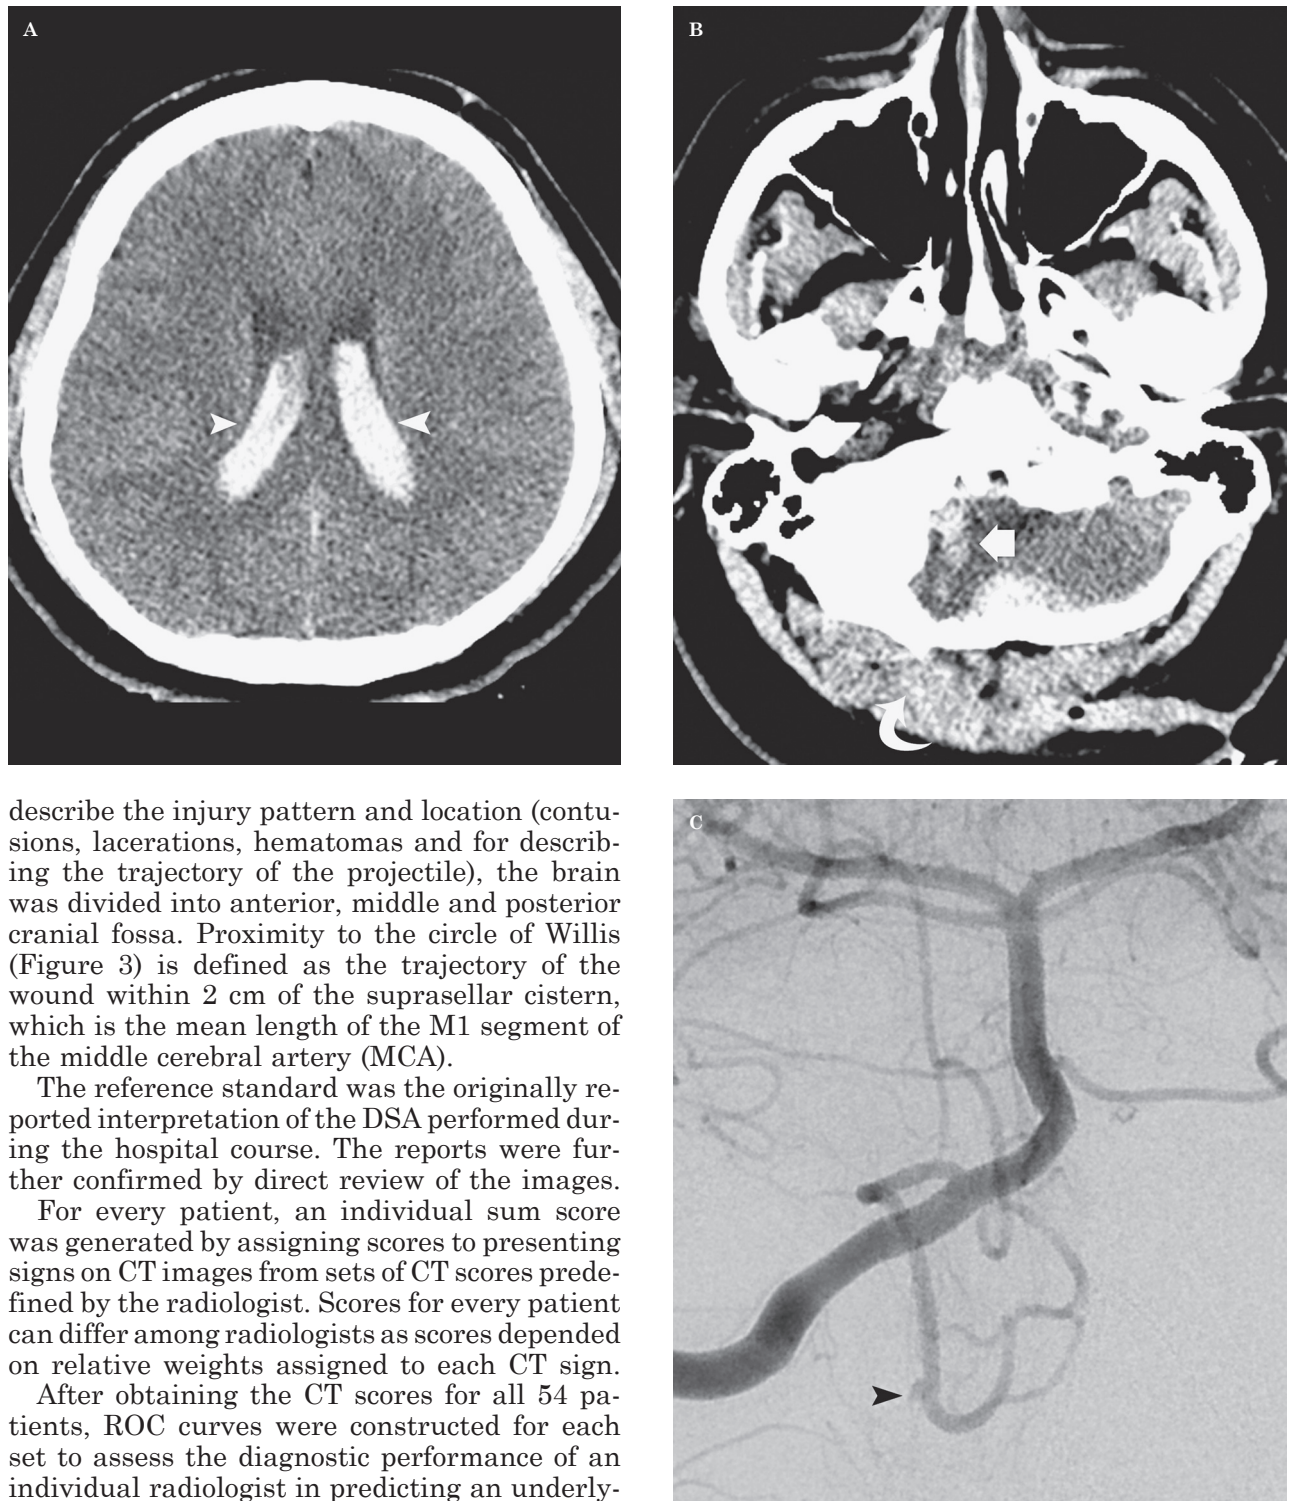 A
B
describe the injury pattern and location (contu-
sions, lacerations, hematomas and for describ-
ing the trajectory of the projectile), the brain
was divided into anterior, middle and posterior
cranial fossa. Proximity to the circle of Willis
(Figure 3) is defined as the trajectory of the
wound within 2 cm of the suprasellar cistern,
which is the mean length of the M1 segment of
the middle cerebral artery (MCA).
The reference standard was the originally re-
ported interpretation of the DSA performed dur-
ing the hospital course. The reports were fur-
ther confirmed by direct review of the images.
For every patient, an individual sum score
was generated by assigning scores to presenting
signs on CT images from sets of CT scores prede-
fined by the radiologist. Scores for every patient
can differ among radiologists as scores depended
on relative weights assigned to each CT sign.
After obtaining the CT scores for all 54 pa-
tients, ROC curves were constructed for each
set to assess the diagnostic performance of an
individual radiologist in predicting an underly-
C